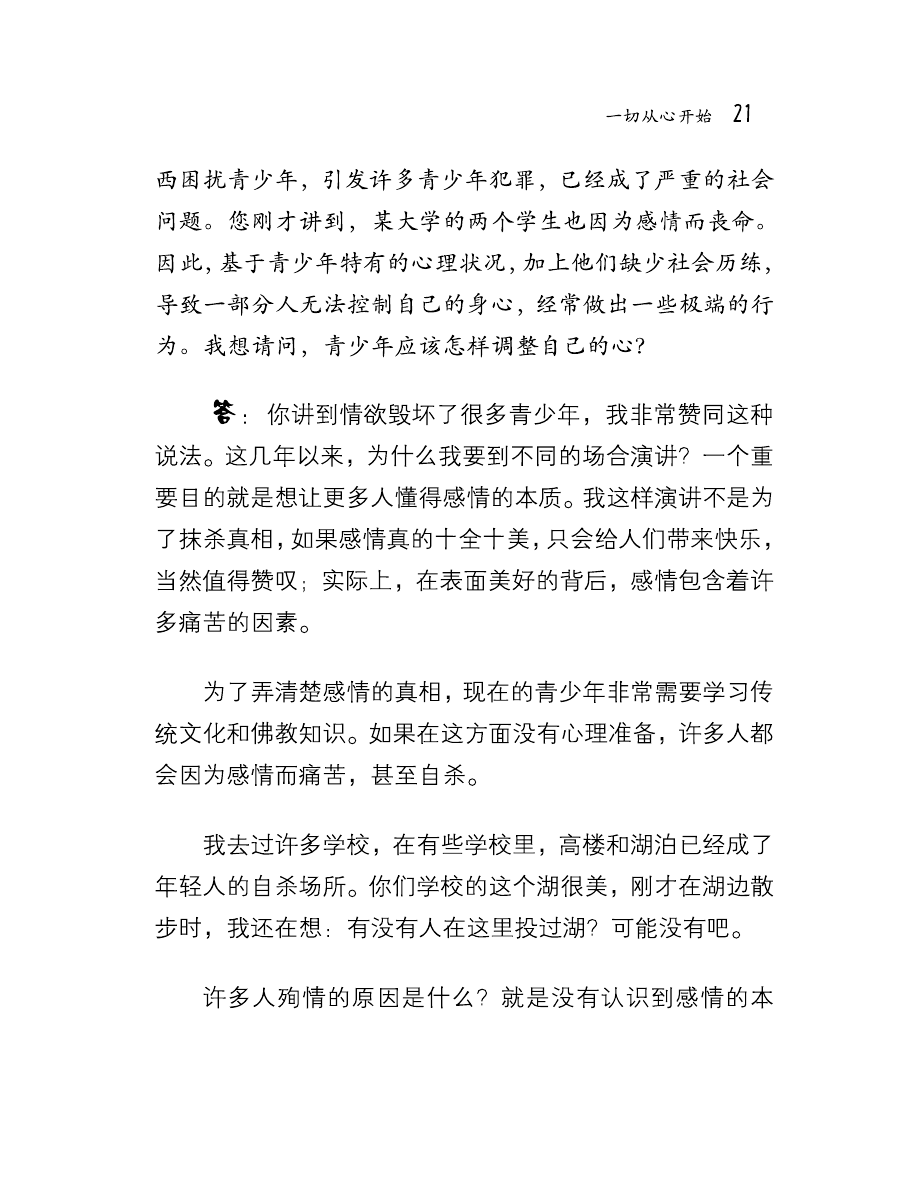 一切从心开始 21
西困扰青少年，引发许多青少年犯罪，已经成了严重的社会
问题。您刚才讲到，某大学的两个学生也因为感情而丧命。
因此，基于青少年特有的心理状况，加上他们缺少社会历练，
导致一部分人无法控制自己的身心，经常做出一些极端的行
为。我想请问，青少年应该怎样调整自己的心？
答：你讲到情欲毁坏了很多青少年，我非常赞同这种
说法。这几年以来，为什么我要到不同的场合演讲？一个重
要目的就是想让更多人懂得感情的本质。我这样演讲不是为
了抹杀真相，如果感情真的十全十美，只会给人们带来快乐，
当然值得赞叹；实际上，在表面美好的背后，感情包含着许
多痛苦的因素。
为了弄清楚感情的真相，现在的青少年非常需要学习传
统文化和佛教知识。如果在这方面没有心理准备，许多人都
会因为感情而痛苦，甚至自杀。
我去过许多学校，在有些学校里，高楼和湖泊已经成了
年轻人的自杀场所。你们学校的这个湖很美，刚才在湖边散
步时，我还在想：有没有人在这里投过湖？可能没有吧。
许多人殉情的原因是什么？就是没有认识到感情的本